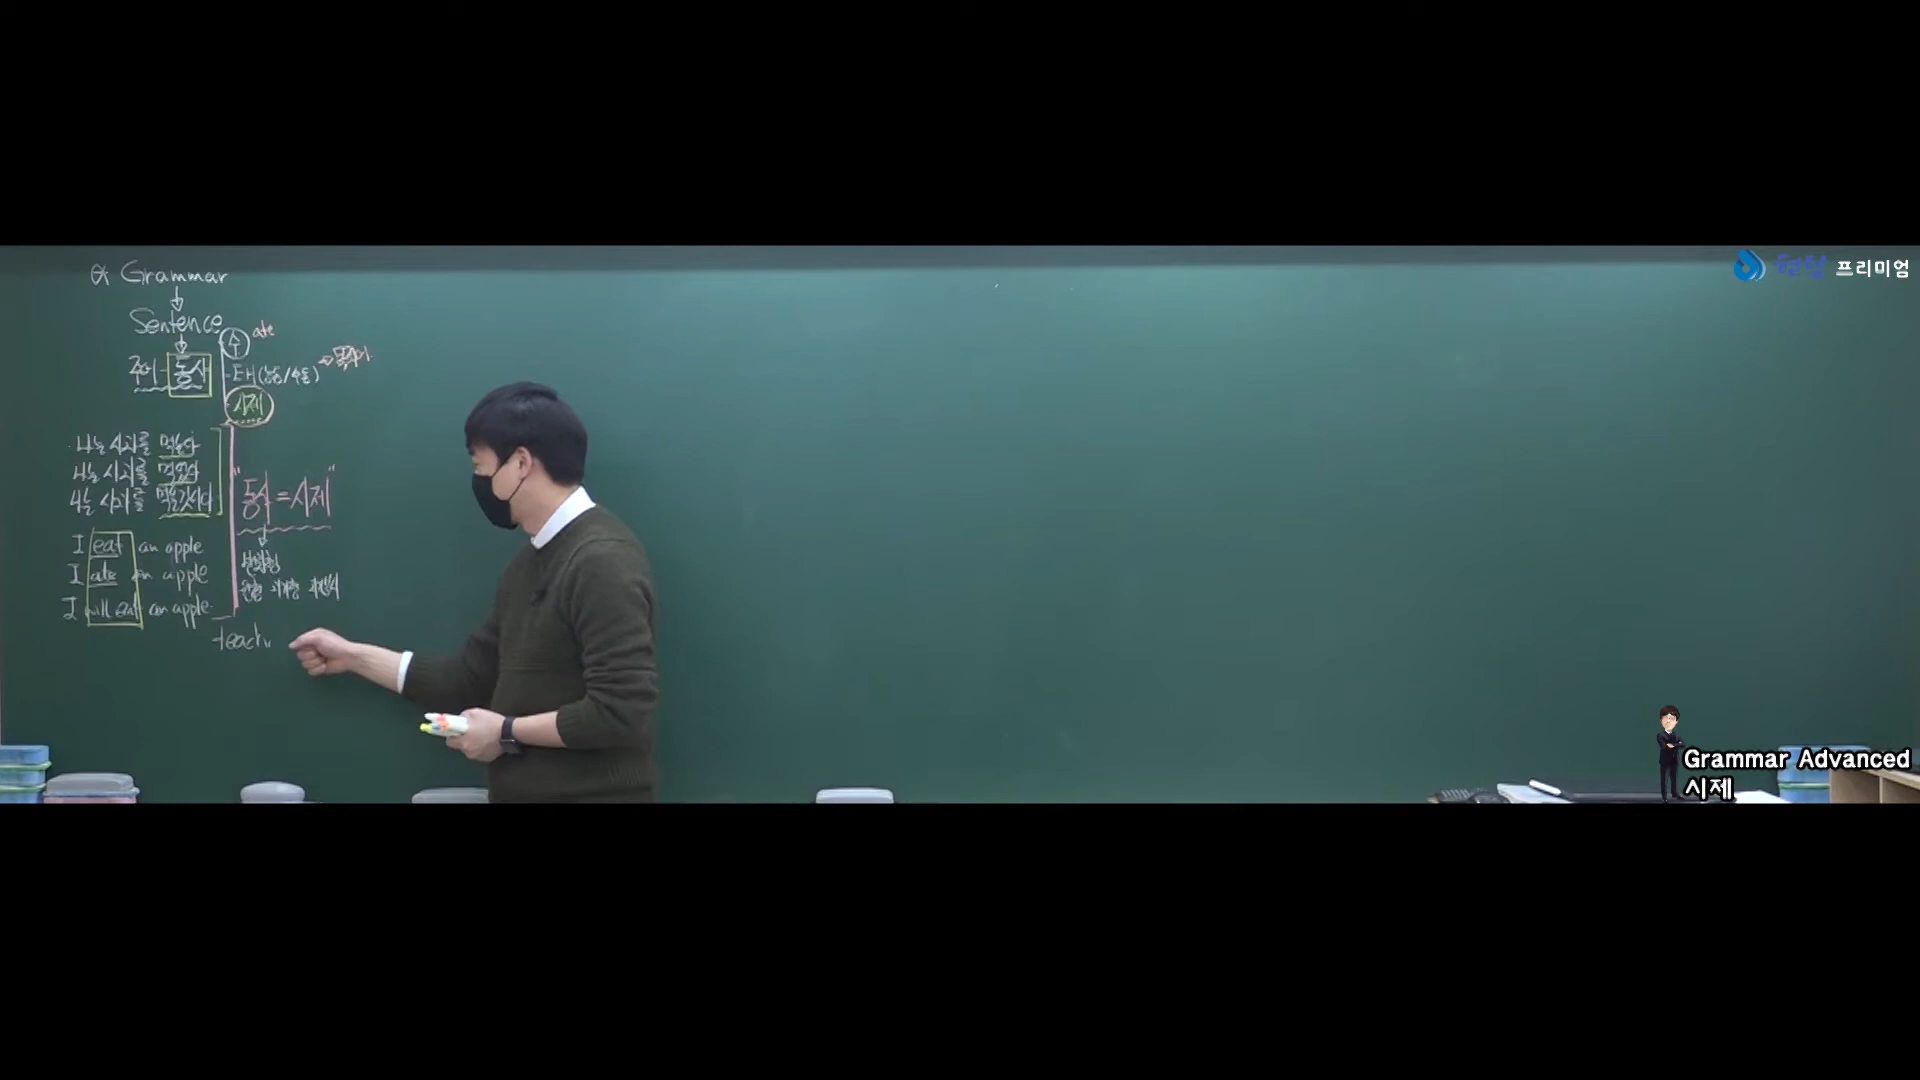 Grammar
Sentence
수 ate
주어-동사
태 (능동/수동)
시제
나는 사과를 먹는다
나는 사과를 먹었다
나는 사과를 먹을것이다
"동사=시제"
I eat an apple
I ate an apple
I will eat an apple.
teach
프리미엄
Grammar Advanced
시제